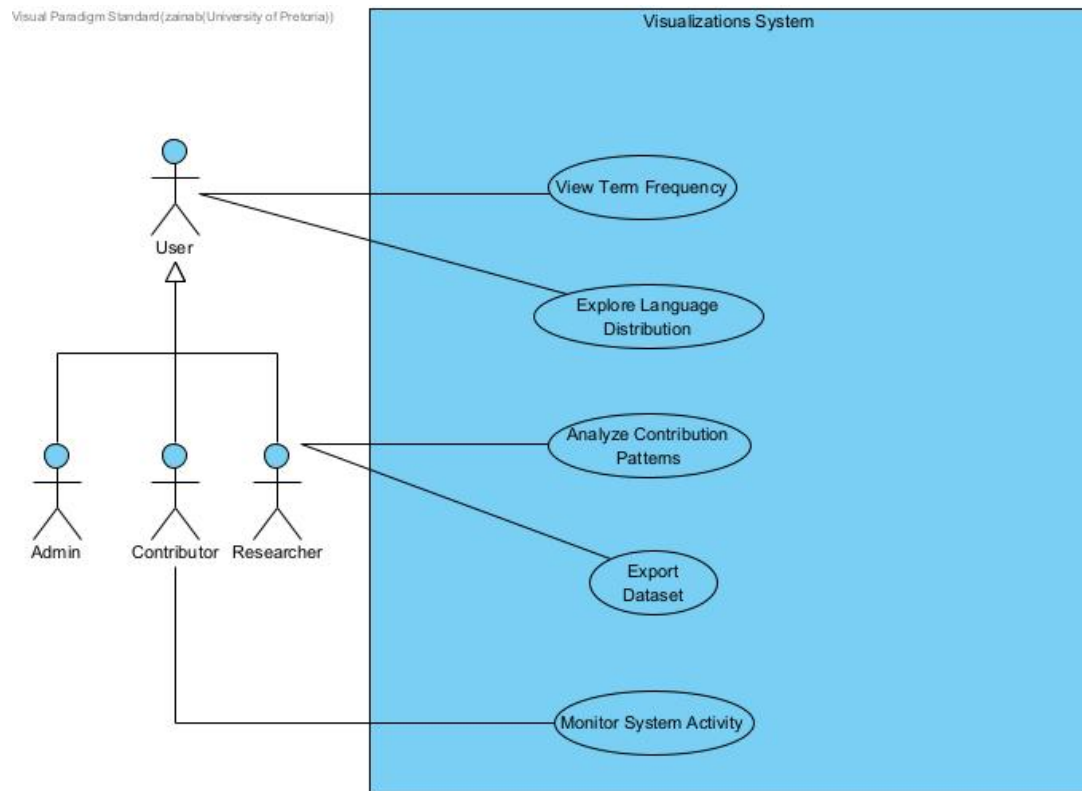 Visual Paradigm Standard(zainab(University of Pretoria))
Visualizations System
View Term Frequency
User
Explore Language
Distribution
Analyze Contribution
Patterns
Admin
Contributor
Researcher
Export
Dataset
Monitor System Activity